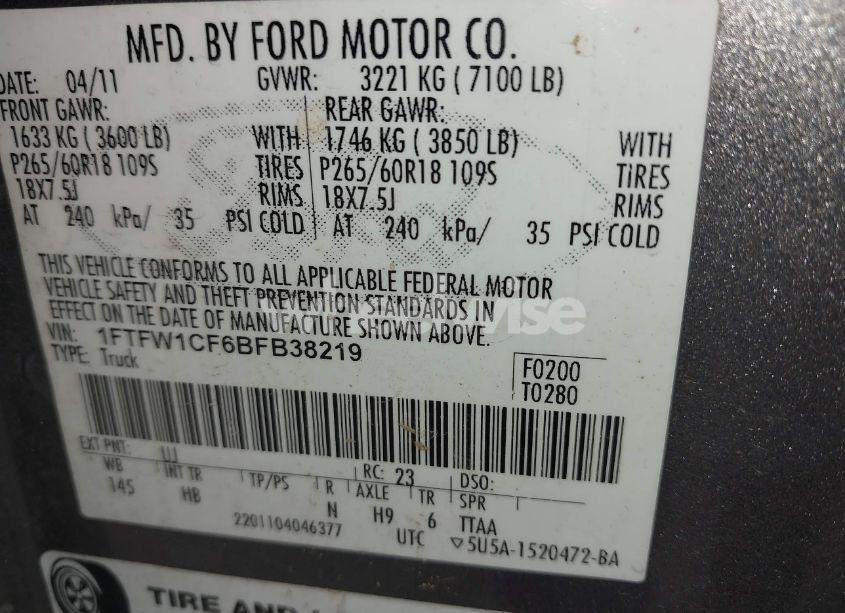 MFD. BY FORD MOTOR CO.
DATE: 04/11 GVWR: 3221 KG ( 7100 LB)
FRONT GAWR: REAR GAWR:
1633 KG ( 3600 LB) WITH 1746 KG ( 3850 LB) WITH
P265/60R18 109S TIRES P265/60R18 109S TIRES
18X7.5J RIMS 18X7.5J RIMS
AT 240 kPa/ 35 PSI COLD AT 240 kPa/ 35 PSI COLD
THIS VEHICLE CONFORMS TO ALL APPLICABLE FEDERAL MOTOR
VEHICLE SAFETY AND THEFT PREVENTION STANDARDS IN
EFFECT ON THE DATE OF MANUFACTURE SHOWN ABOVE.
VIN: 1FTFW1CF6BFB38219
TYPE: Truck
F0200
T0280
EXT PNT: UJ RC: 23 DSO:
WB INT TR TP/PS R AXLE TR SPR
145 HB N H9 6 TTAA
2201104046377 UTC ▽5U5A-1520472-BA
TIRE AND